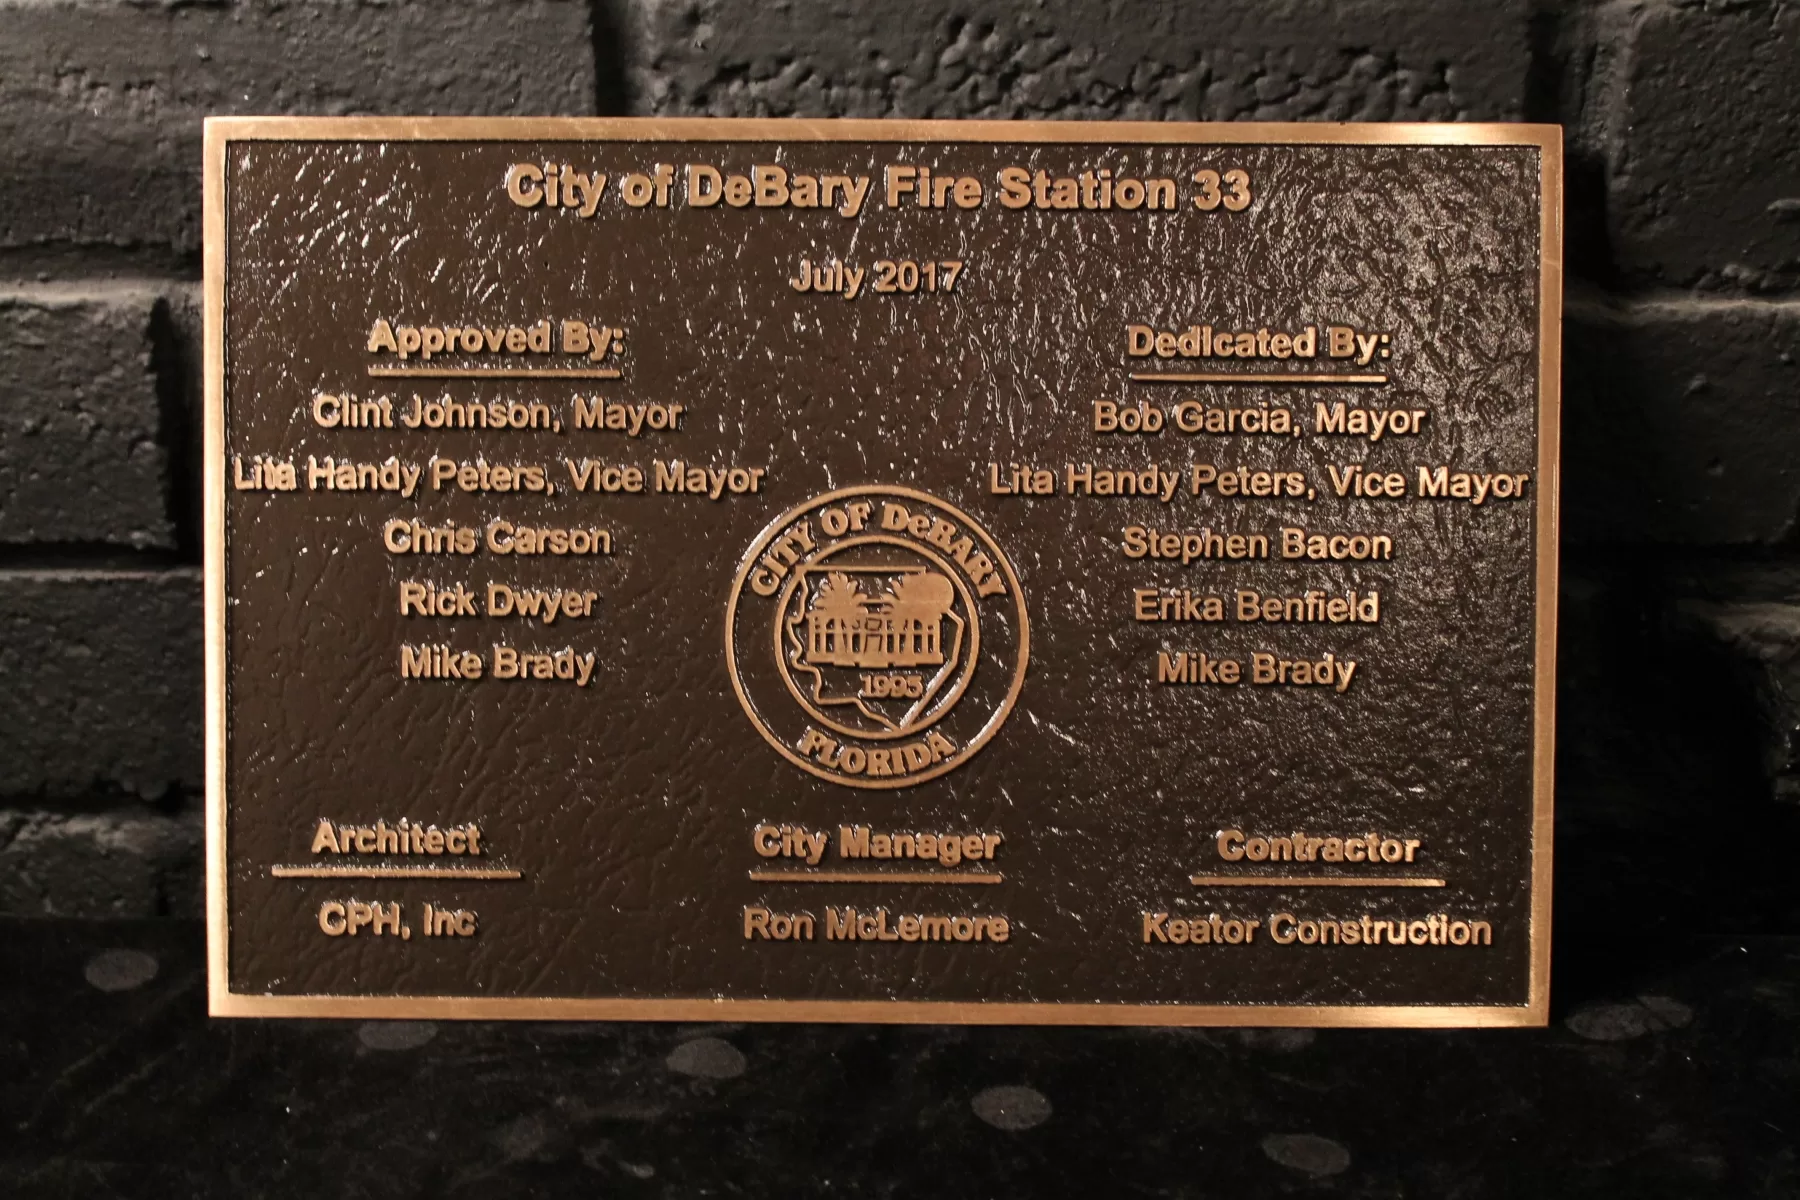 City of DeBary Fire Station 33
July 2017
Approved By:
Clint Johnson, Mayor
Lita Handy Peters, Vice Mayor
Chris Carson
Rick Dwyer
Mike Brady
Dedicated By:
Bob Garcia, Mayor
Lita Handy Peters, Vice Mayor
Stephen Bacon
Erika Benfield
Mike Brady
CITY OF DeBARY
1995
FLORIDA
Architect
CPH, Inc
City Manager
Ron McLemore
Contractor
Keator Construction